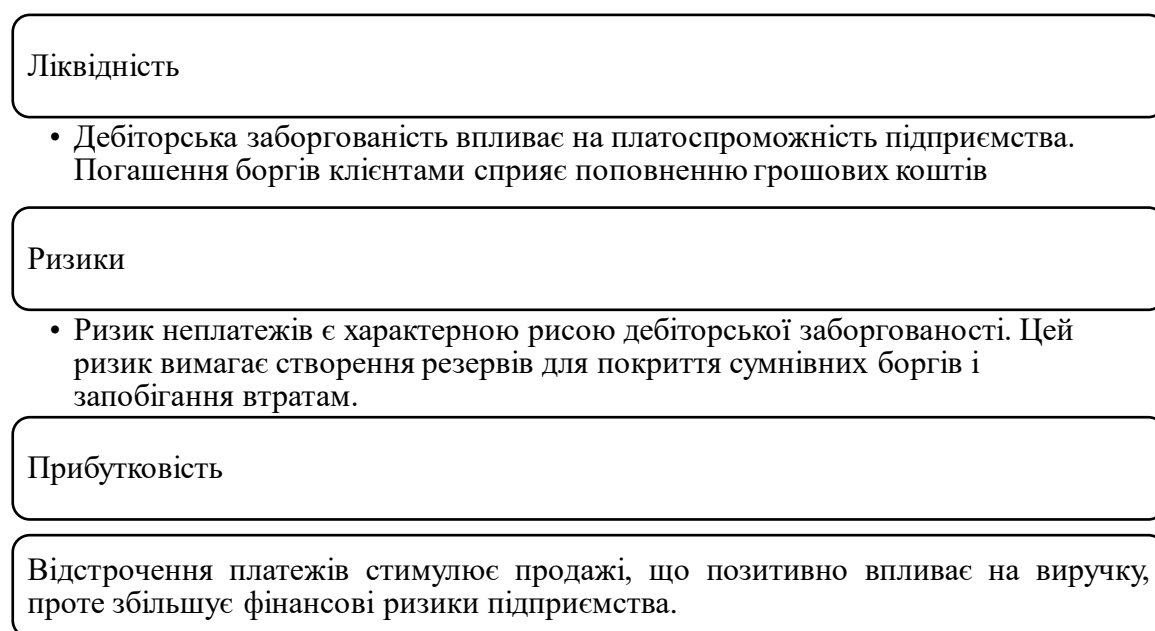 Ліквідність
• Дебіторська заборгованість впливає на платоспроможність підприємства.
Погашення боргів клієнтами сприяє поповненню грошових коштів
Ризики
• Ризик неплатежів є характерною рисою дебіторської заборгованості. Цей
ризик вимагає створення резервів для покриття сумнівних боргів і
запобігання втратам.
Прибутковість
Відстрочення платежів стимулює продажі, що позитивно впливає на виручку,
проте збільшує фінансові ризики підприємства.